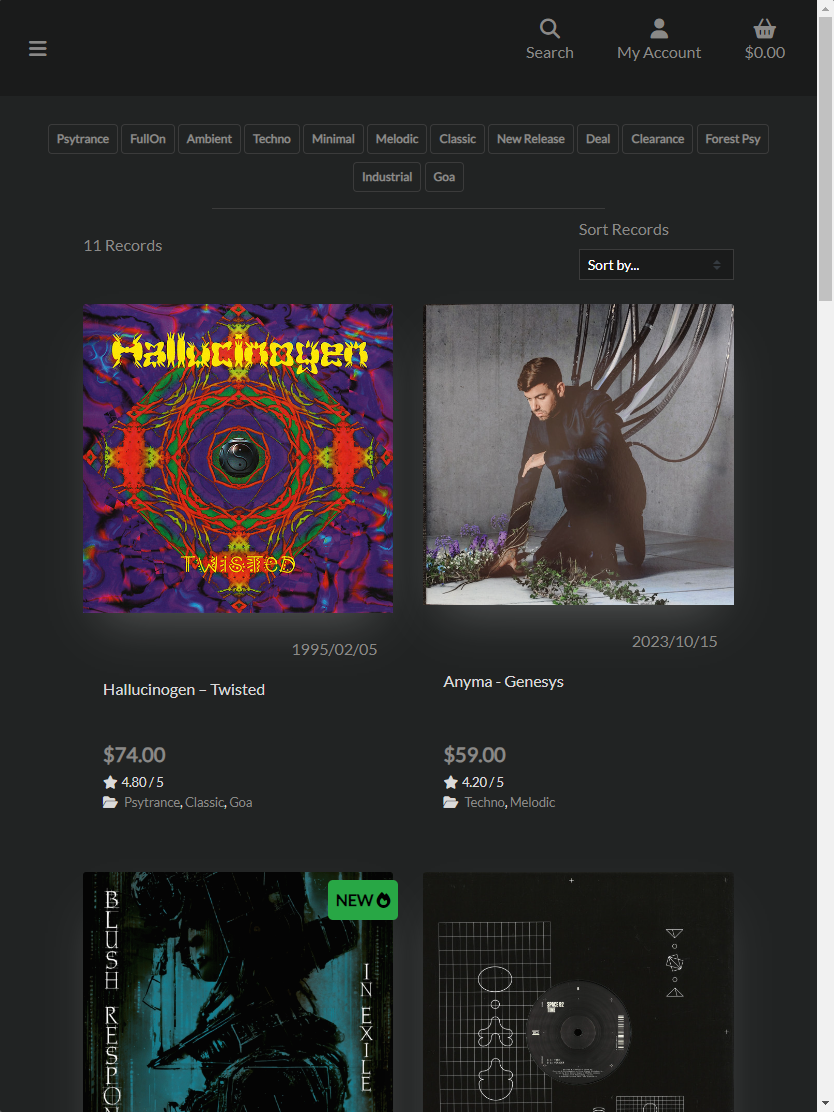 Search
My Account
$0.00
Psytrance
FullOn
Ambient
Techno
Minimal
Melodic
Classic
New Release
Deal
Clearance
Forest Psy
Industrial
Goa
11 Records
Sort Records
Sort by...
Hallucinogen
TWISTED
1995/02/05
Hallucinogen – Twisted
$74.00
4.80 / 5
Psytrance, Classic, Goa
2023/10/15
Anyma - Genesys
$59.00
4.20 / 5
Techno, Melodic
NEW
BLUSH RESPON
IN EXILE